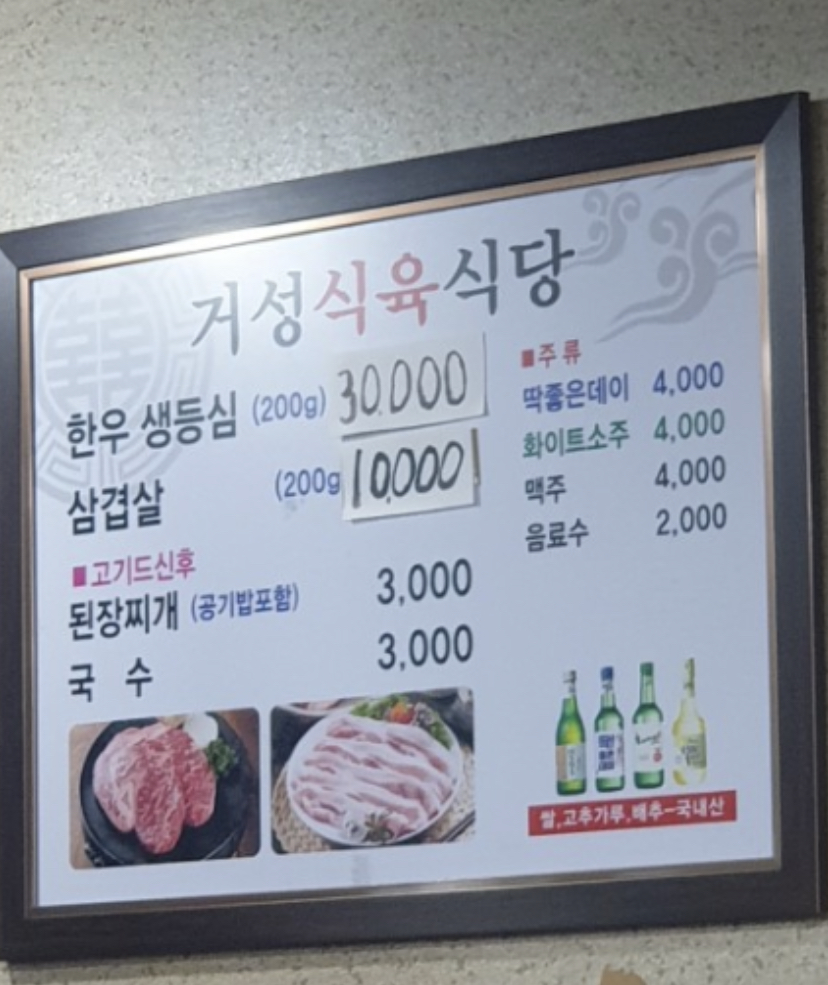 거성식육식당
한우 생등심 (200g) 30,000
삼겹살 (200g 10,000
■고기드신후
된장찌개 (공기밥포함) 3,000
국 수 3,000
■주 류
딱좋은데이 4,000
화이트소주 4,000
맥주 4,000
음료수 2,000
쌀,고추가루,배추-국내산